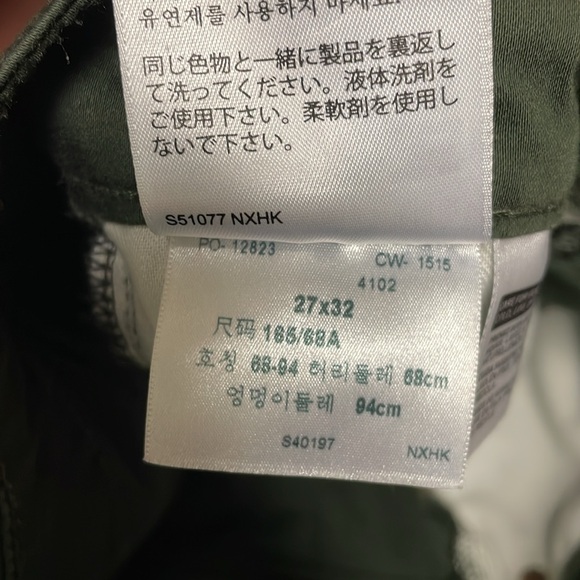 유연제를 사용하지 마세요.
同じ色物と一緒に製品を裏返し
て洗ってください。液体洗剤を
ご使用下さい。柔軟剤を使用し
ないで下さい。
S51077 NXHK
PO- 12823 CW- 1515
4102
27x32
尺码 165/68A
호칭 68-94 허리둘레 68cm
엉덩이둘레 94cm
S40197 NXHK